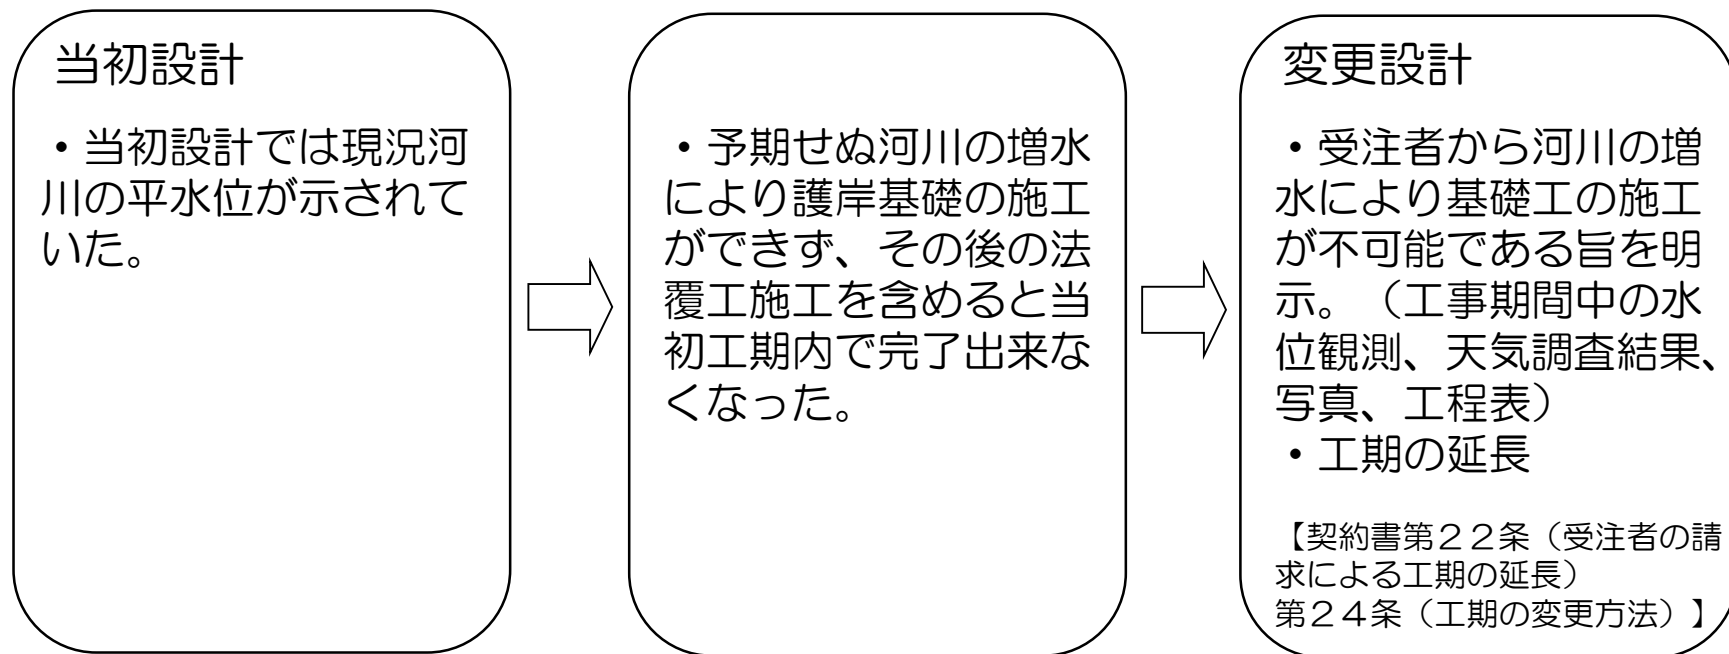 当初設計
・当初設計では現況河
川の平水位が示されて
いた。
・予期せぬ河川の増水
により護岸基礎の施工
ができず、その後の法
覆工施工を含めると当
初工期内で完了出来な
くなった。
変更設計
・受注者から河川の増
水により基礎工の施工
が不可能である旨を明
示。（工事期間中の水
位観測、天気調査結果、
写真、工程表）
・工期の延長
【契約書第２２条（受注者の請
求による工期の延長）
第２４条（工期の変更方法）】